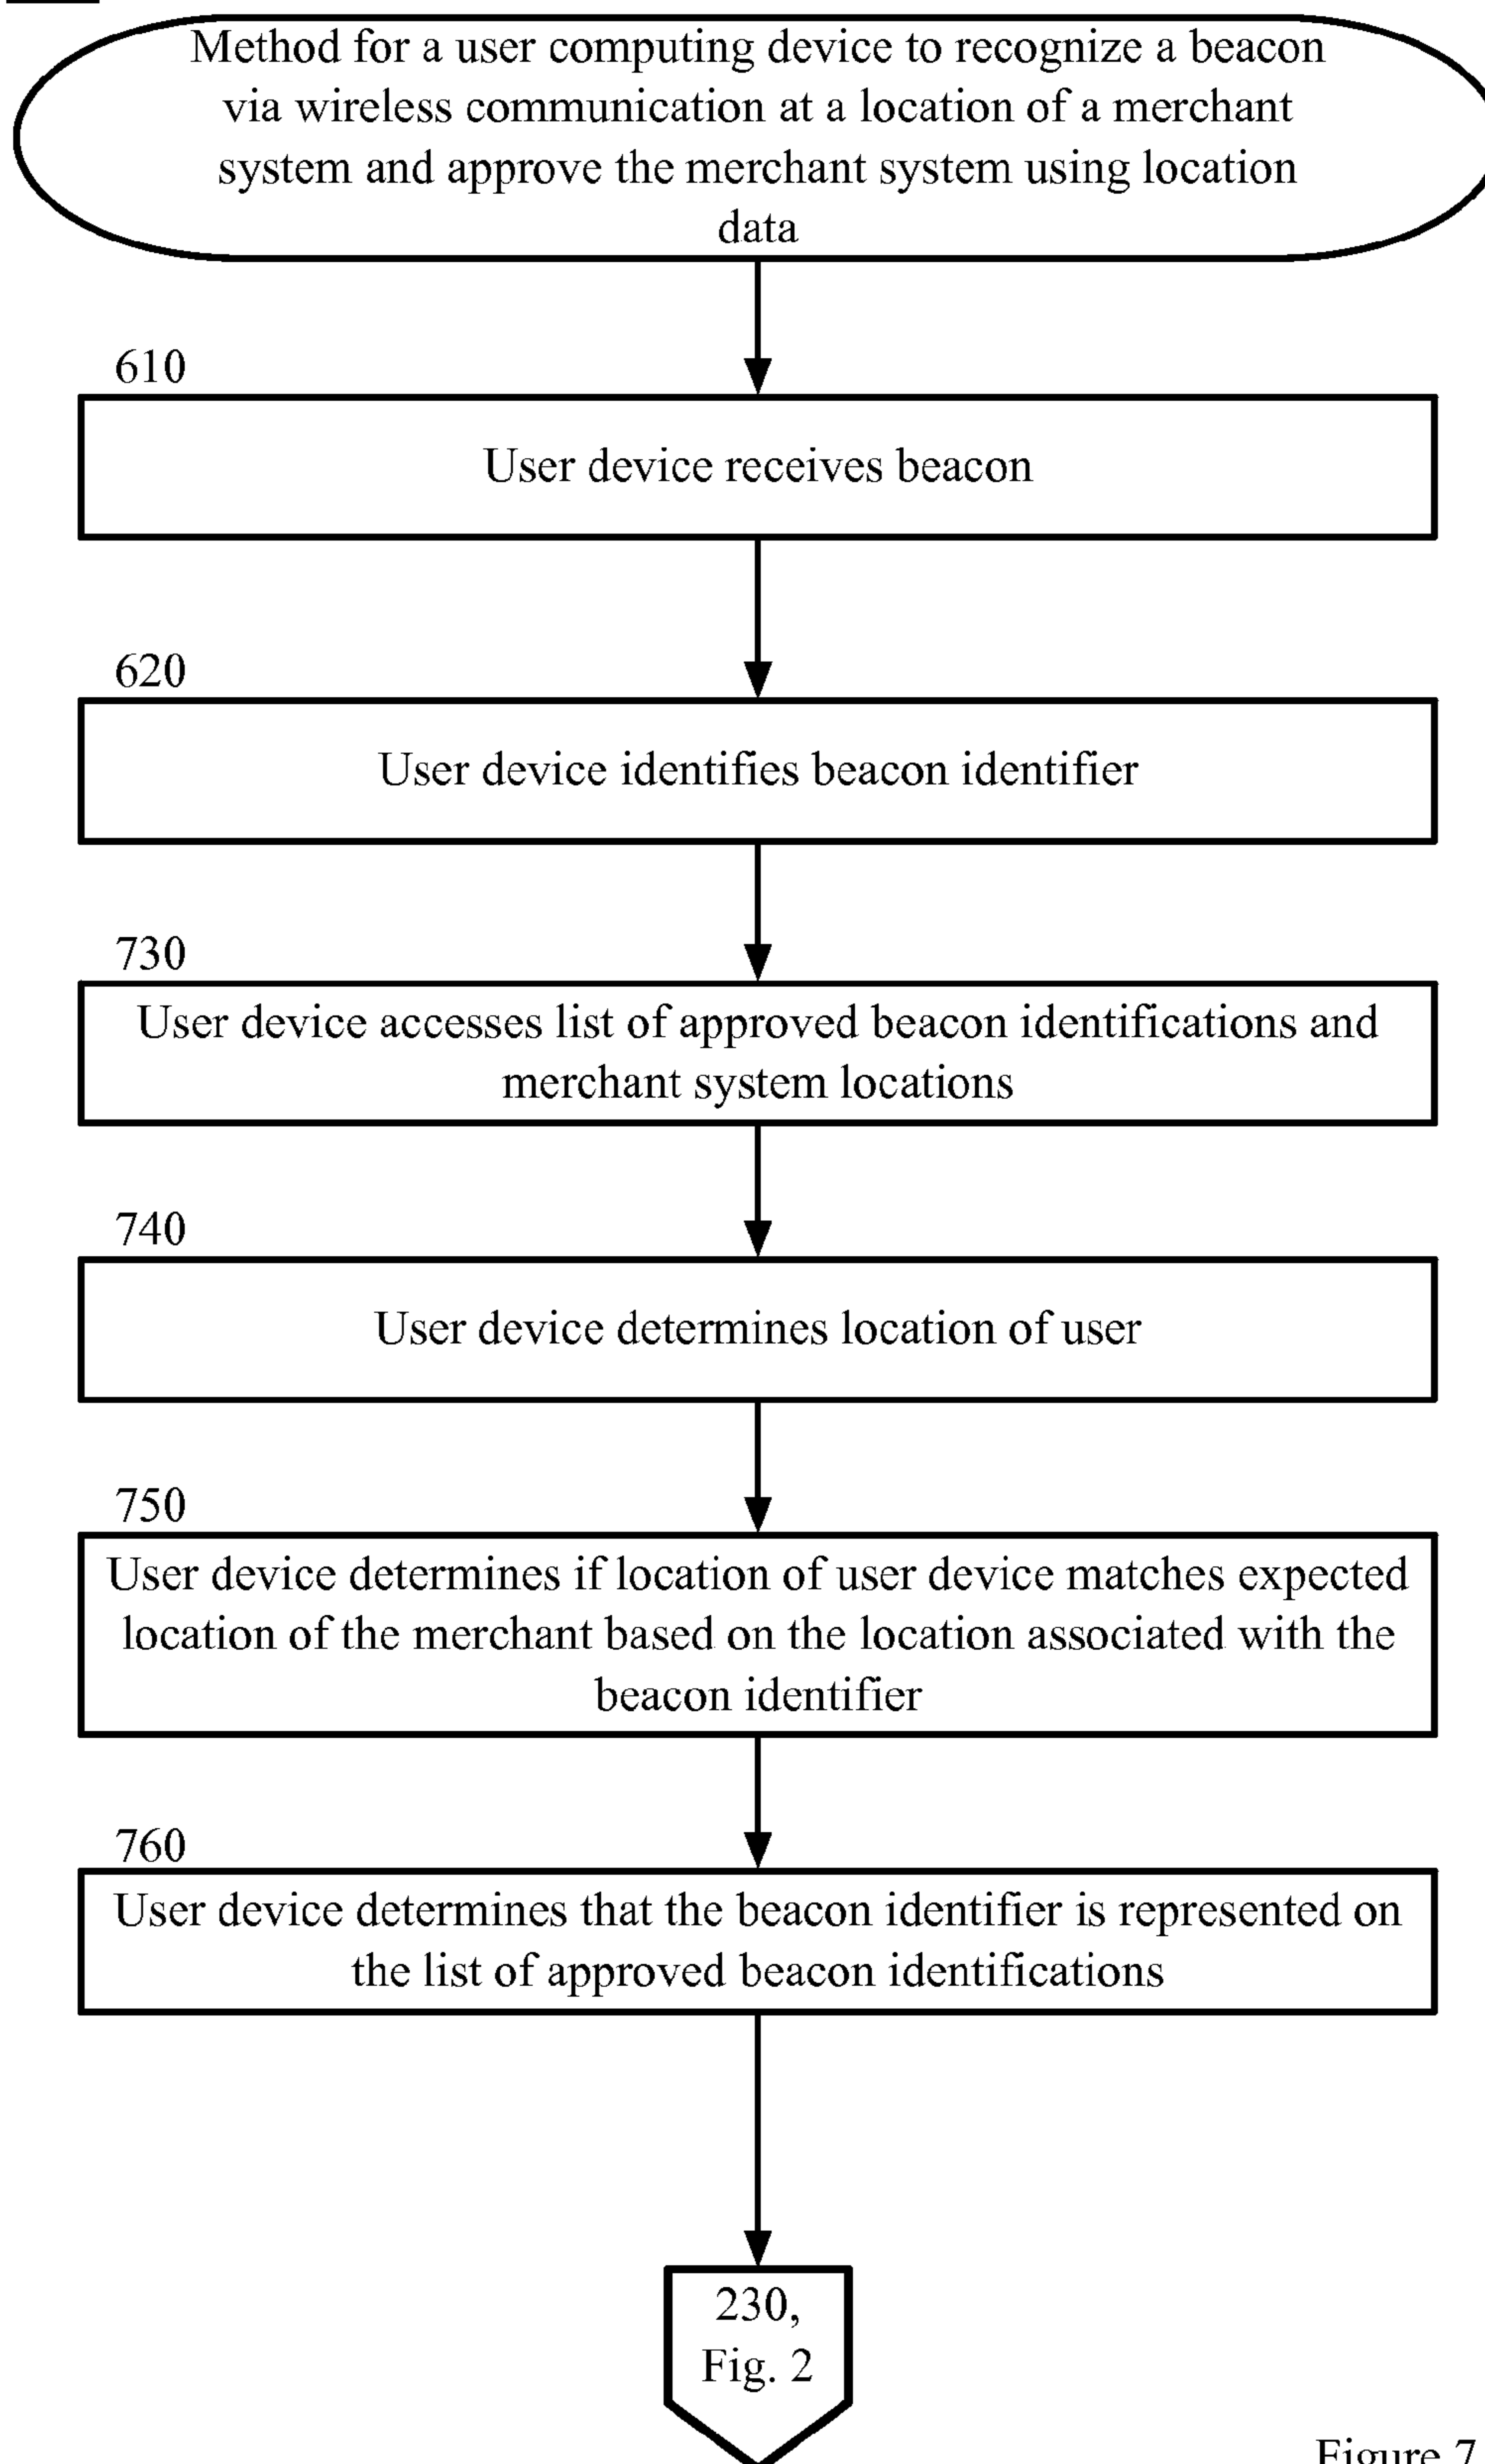 Method for a user computing device to recognize a beacon
via wireless communication at a location of a merchant
system and approve the merchant system using location
data
610
User device receives beacon
620
User device identifies beacon identifier
730
User device accesses list of approved beacon identifications and
merchant system locations
740
User device determines location of user
750
User device determines if location of user device matches expected
location of the merchant based on the location associated with the
beacon identifier
760
User device determines that the beacon identifier is represented on
the list of approved beacon identifications
230,
Fig. 2
Figure 7